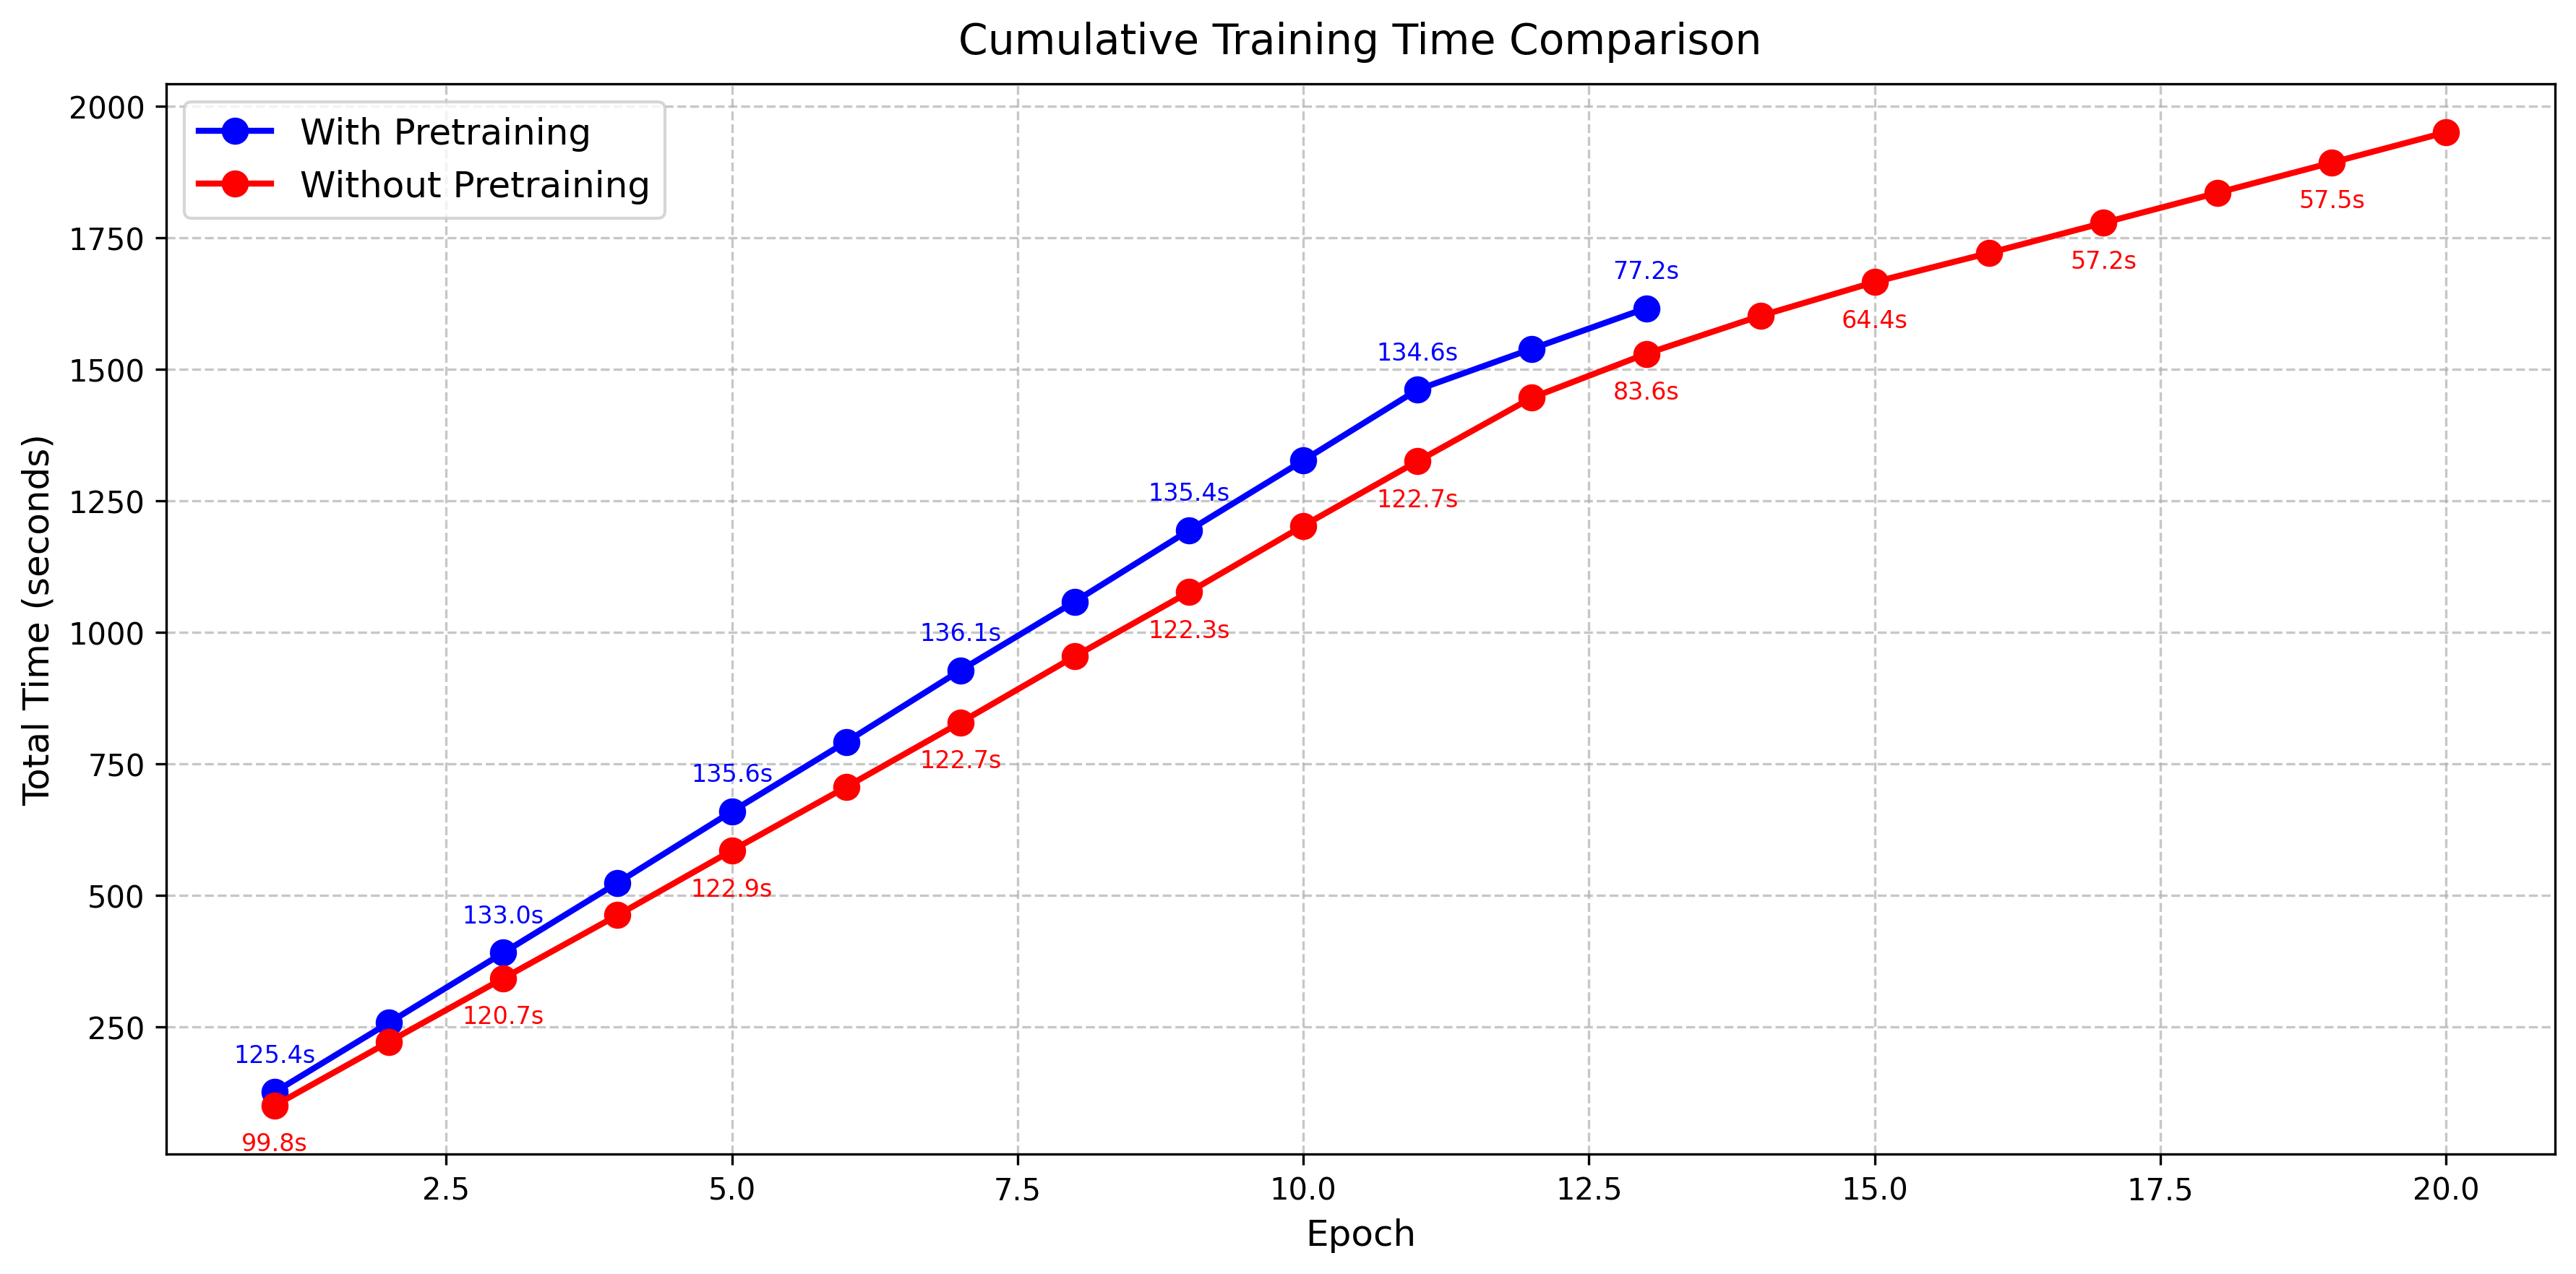 Cumulative Training Time Comparison
With Pretraining
Without Pretraining
Total Time (seconds)
2000
1750
1500
1250
1000
750
500
250
125.4s
133.0s
135.6s
136.1s
135.4s
134.6s
77.2s
99.8s
120.7s
122.9s
122.7s
122.3s
122.7s
83.6s
64.4s
57.2s
57.5s
2.5
5.0
7.5
10.0
12.5
15.0
17.5
20.0
Epoch